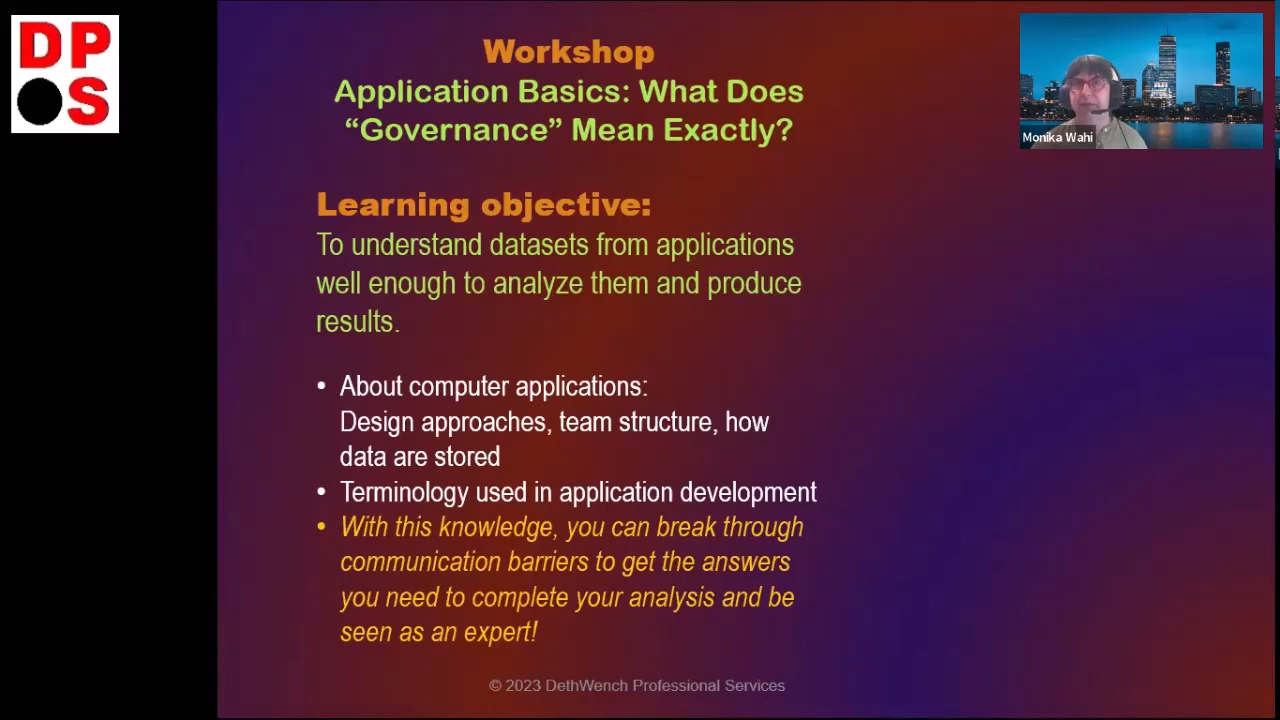 DP
S
Workshop
Application Basics: What Does
“Governance” Mean Exactly?
Monika Wahi
Learning objective:
To understand datasets from applications
well enough to analyze them and produce
results.
• About computer applications:
Design approaches, team structure, how
data are stored
• Terminology used in application development
• With this knowledge, you can break through
communication barriers to get the answers
you need to complete your analysis and be
seen as an expert!
© 2023 DethWench Professional Services